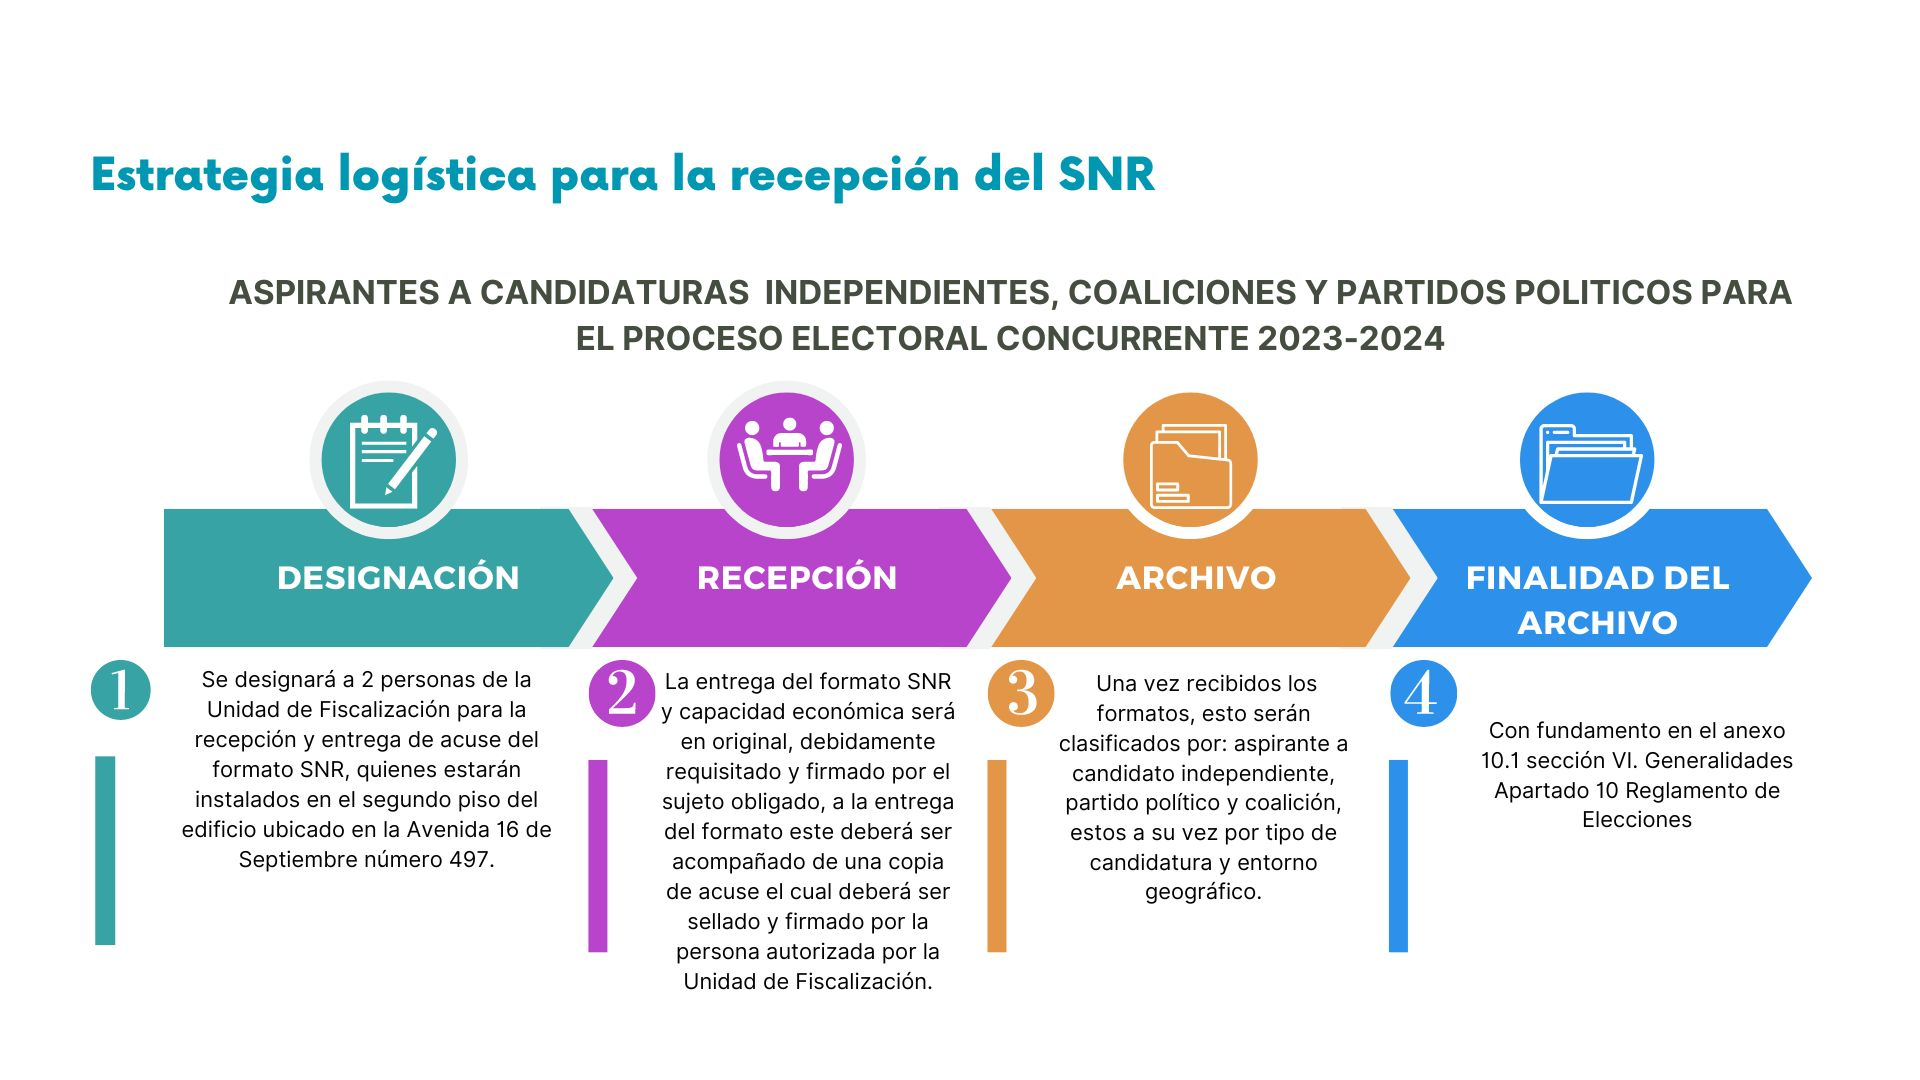 Estrategia logística para la recepción del SNR
ASPIRANTES A CANDIDATURAS INDEPENDIENTES, COALICIONES Y PARTIDOS POLITICOS PARA
EL PROCESO ELECTORAL CONCURRENTE 2023-2024
DESIGNACIÓN
1
Se designará a 2 personas de la
Unidad de Fiscalización para la
recepción y entrega de acuse del
formato SNR, quienes estarán
instalados en el segundo piso del
edificio ubicado en la Avenida 16 de
Septiembre número 497.
RECEPCIÓN
2
La entrega del formato SNR
y capacidad económica será
en original, debidamente
requisitado y firmado por el
sujeto obligado, a la entrega
del formato este deberá ser
acompañado de una copia
de acuse el cual deberá ser
sellado y firmado por la
persona autorizada por la
Unidad de Fiscalización.
ARCHIVO
3
Una vez recibidos los
formatos, esto serán
clasificados por: aspirante a
candidato independiente,
partido político y coalición,
estos a su vez por tipo de
candidatura y entorno
geográfico.
FINALIDAD DEL
ARCHIVO
4
Con fundamento en el anexo
10.1 sección VI. Generalidades
Apartado 10 Reglamento de
Elecciones